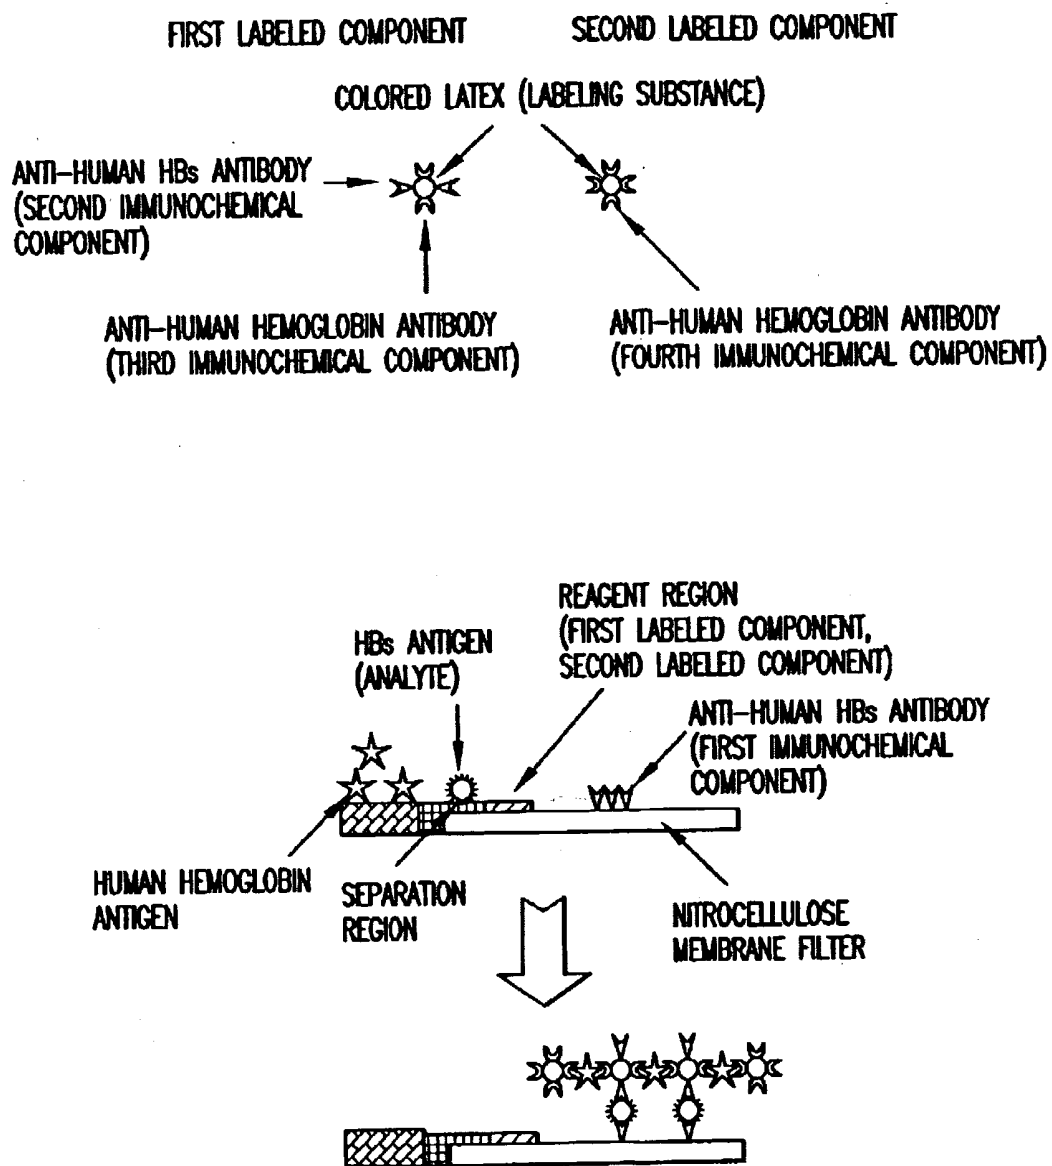 FIRST LABELED COMPONENT
SECOND LABELED COMPONENT
COLORED LATEX (LABELING SUBSTANCE)
ANTI-HUMAN HBs ANTIBODY
(SECOND IMMUNOCHEMICAL
COMPONENT)
ANTI-HUMAN HEMOGLOBIN ANTIBODY
(THIRD IMMUNOCHEMICAL COMPONENT)
ANTI-HUMAN HEMOGLOBIN ANTIBODY
(FOURTH IMMUNOCHEMICAL COMPONENT)
REAGENT REGION
(FIRST LABELED COMPONENT,
SECOND LABELED COMPONENT)
HBs ANTIGEN
(ANALYTE)
ANTI-HUMAN HBs ANTIBODY
(FIRST IMMUNOCHEMICAL
COMPONENT)
HUMAN HEMOGLOBIN
ANTIGEN
SEPARATION
REGION
NITROCELLULOSE
MEMBRANE FILTER